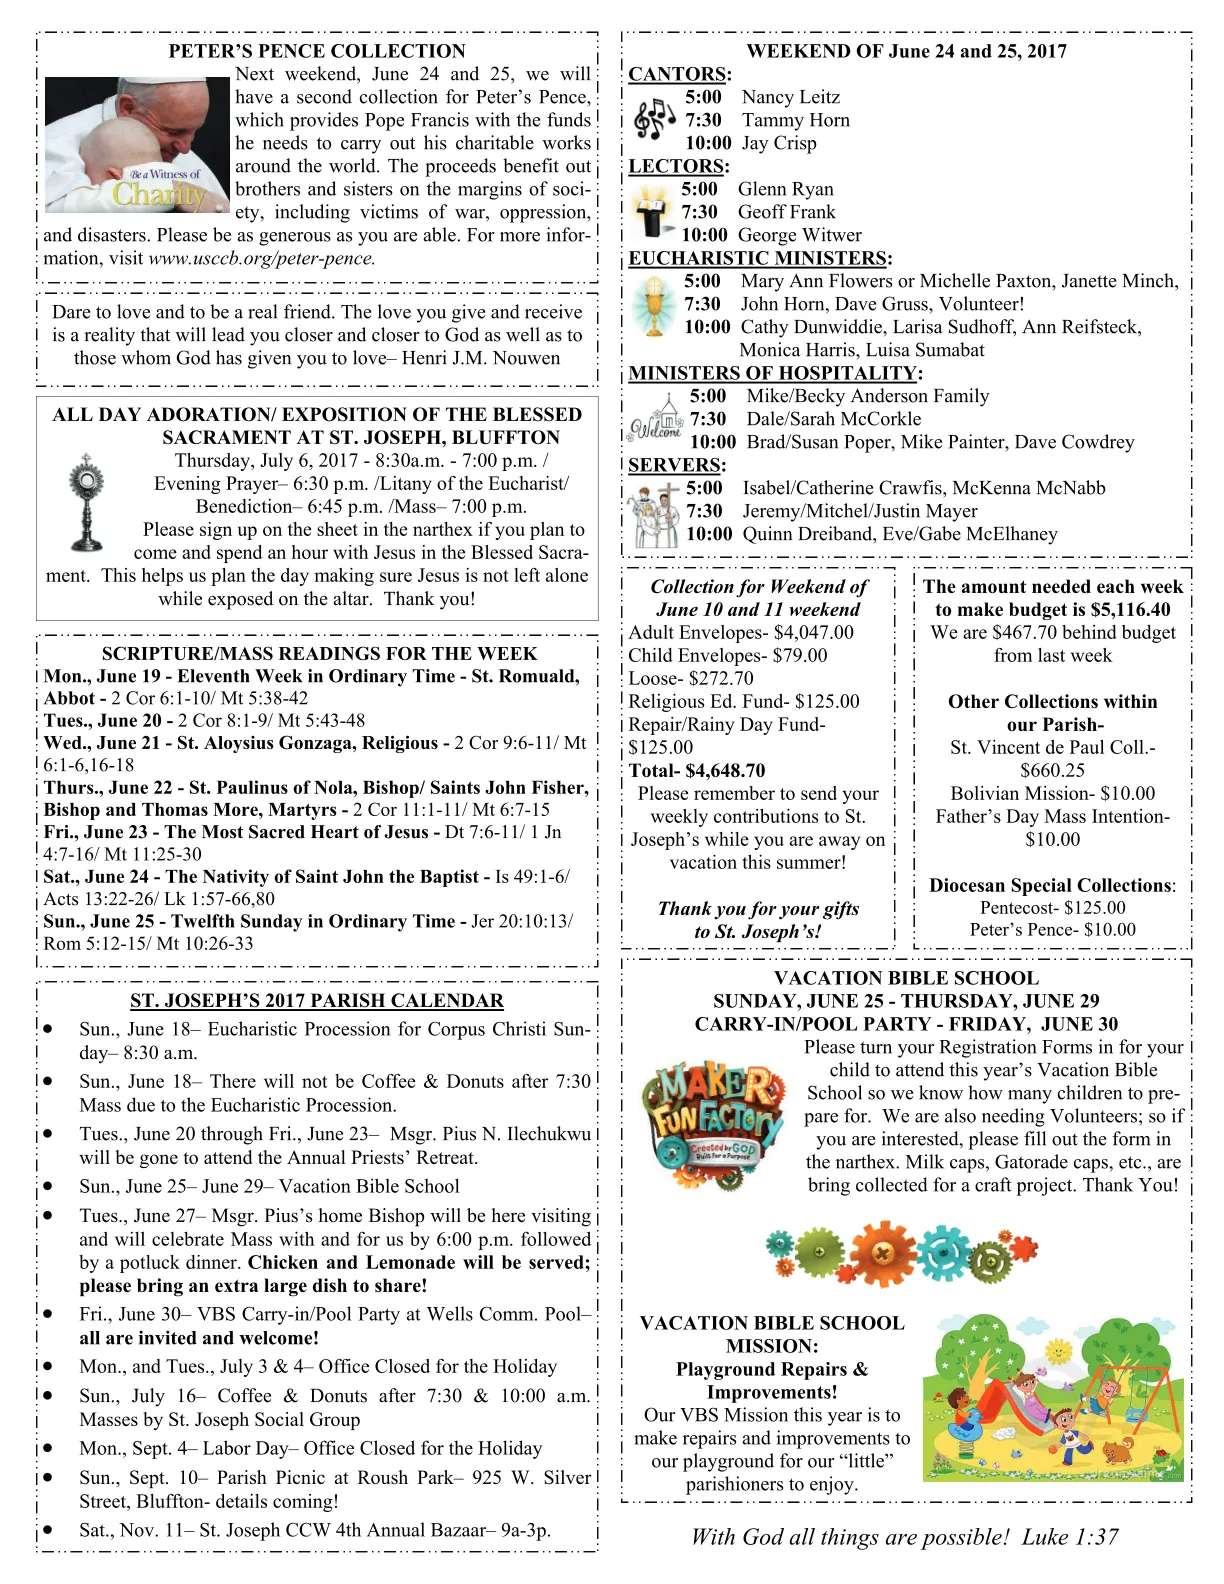 PETER'S PENCE COLLECTION
Next weekend, June 24 and 25, we will
have a second collection for Peter's Pence,
which provides Pope Francis with the funds
he needs to carry out his charitable works
around the world. The proceeds benefit out
brothers and sisters on the margins of soci-
ety, including victims of war, oppression,
and disasters. Please be as generous as you are able. For more infor-
mation, visit www.usccb.org/peter-pence.
Be a Witness of
Charity
Dare to love and to be a real friend. The love you give and receive
is a reality that will lead you closer and closer to God as well as to
those whom God has given you to love– Henri J.M. Nouwen
ALL DAY ADORATION/ EXPOSITION OF THE BLESSED
SACRAMENT AT ST. JOSEPH, BLUFFTON
Thursday, July 6, 2017 - 8:30a.m. - 7:00 p.m. /
Evening Prayer– 6:30 p.m. /Litany of the Eucharist/
Benediction– 6:45 p.m. /Mass– 7:00 p.m.
Please sign up on the sheet in the narthex if you plan to
come and spend an hour with Jesus in the Blessed Sacra-
ment. This helps us plan the day making sure Jesus is not left alone
while exposed on the altar. Thank you!
SCRIPTURE/MASS READINGS FOR THE WEEK
Mon., June 19 - Eleventh Week in Ordinary Time - St. Romuald,
Abbot - 2 Cor 6:1-10/ Mt 5:38-42
Tues., June 20 - 2 Cor 8:1-9/ Mt 5:43-48
Wed., June 21 - St. Aloysius Gonzaga, Religious - 2 Cor 9:6-11/ Mt
6:1-6,16-18
Thurs., June 22 - St. Paulinus of Nola, Bishop/ Saints John Fisher,
Bishop and Thomas More, Martyrs - 2 Cor 11:1-11/ Mt 6:7-15
Fri., June 23 - The Most Sacred Heart of Jesus - Dt 7:6-11/ 1 Jn
4:7-16/ Mt 11:25-30
Sat., June 24 - The Nativity of Saint John the Baptist - Is 49:1-6/
Acts 13:22-26/ Lk 1:57-66,80
Sun., June 25 - Twelfth Sunday in Ordinary Time - Jer 20:10:13/
Rom 5:12-15/ Mt 10:26-33
ST. JOSEPH'S 2017 PARISH CALENDAR
• Sun., June 18– Eucharistic Procession for Corpus Christi Sun-
day– 8:30 a.m.
• Sun., June 18– There will not be Coffee & Donuts after 7:30
Mass due to the Eucharistic Procession.
• Tues., June 20 through Fri., June 23– Msgr. Pius N. Ilechukwu
will be gone to attend the Annual Priests' Retreat.
• Sun., June 25– June 29– Vacation Bible School
• Tues., June 27– Msgr. Pius's home Bishop will be here visiting
and will celebrate Mass with and for us by 6:00 p.m. followed
by a potluck dinner. Chicken and Lemonade will be served;
please bring an extra large dish to share!
• Fri., June 30– VBS Carry-in/Pool Party at Wells Comm. Pool–
all are invited and welcome!
• Mon., and Tues., July 3 & 4– Office Closed for the Holiday
• Sun., July 16– Coffee & Donuts after 7:30 & 10:00 a.m.
Masses by St. Joseph Social Group
• Mon., Sept. 4– Labor Day– Office Closed for the Holiday
• Sun., Sept. 10– Parish Picnic at Roush Park– 925 W. Silver
Street, Bluffton- details coming!
• Sat., Nov. 11– St. Joseph CCW 4th Annual Bazaar– 9a-3p.
WEEKEND OF June 24 and 25, 2017
CANTORS:
5:00 Nancy Leitz
7:30 Tammy Horn
10:00 Jay Crisp
LECTORS:
5:00 Glenn Ryan
7:30 Geoff Frank
10:00 George Witwer
EUCHARISTIC MINISTERS:
5:00 Mary Ann Flowers or Michelle Paxton, Janette Minch,
7:30 John Horn, Dave Gruss, Volunteer!
10:00 Cathy Dunwiddie, Larisa Sudhoff, Ann Reifsteck,
Monica Harris, Luisa Sumabat
MINISTERS OF HOSPITALITY:
Welcome
5:00 Mike/Becky Anderson Family
7:30 Dale/Sarah McCorkle
10:00 Brad/Susan Poper, Mike Painter, Dave Cowdrey
SERVERS:
5:00 Isabel/Catherine Crawfis, McKenna McNabb
7:30 Jeremy/Mitchel/Justin Mayer
10:00 Quinn Dreiband, Eve/Gabe McElhaney
Collection for Weekend of
June 10 and 11 weekend
Adult Envelopes- $4,047.00
Child Envelopes- $79.00
Loose- $272.70
Religious Ed. Fund- $125.00
Repair/Rainy Day Fund-
$125.00
Total- $4,648.70
Please remember to send your
weekly contributions to St.
Joseph's while you are away on
vacation this summer!
Thank you for your gifts
to St. Joseph's!
The amount needed each week
to make budget is $5,116.40
We are $467.70 behind budget
from last week
Other Collections within
our Parish-
St. Vincent de Paul Coll.-
$660.25
Bolivian Mission- $10.00
Father's Day Mass Intention-
$10.00
Diocesan Special Collections:
Pentecost- $125.00
Peter's Pence- $10.00
VACATION BIBLE SCHOOL
SUNDAY, JUNE 25 - THURSDAY, JUNE 29
CARRY-IN/POOL PARTY - FRIDAY, JUNE 30
Please turn your Registration Forms in for your
child to attend this year's Vacation Bible
School so we know how many children to pre-
pare for. We are also needing Volunteers; so if
you are interested, please fill out the form in
the narthex. Milk caps, Gatorade caps, etc., are
bring collected for a craft project. Thank You!
MAKER
FUN FACTORY
Created by GOD
Built For a Purpose
VACATION BIBLE SCHOOL
MISSION:
Playground Repairs &
Improvements!
Our VBS Mission this year is to
make repairs and improvements to
our playground for our "little"
parishioners to enjoy.
With God all things are possible! Luke 1:37